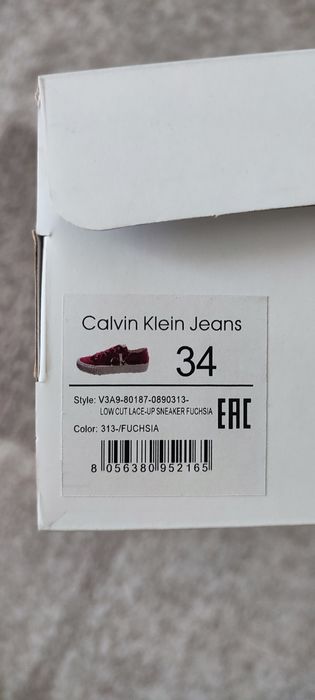 Calvin Klein Jeans
34
Style: V3A9-80187-0890313-
LOW CUT LACE-UP SNEAKER FUCHSIA
EAC
Color: 313-/FUCHSIA
8 056380 952165